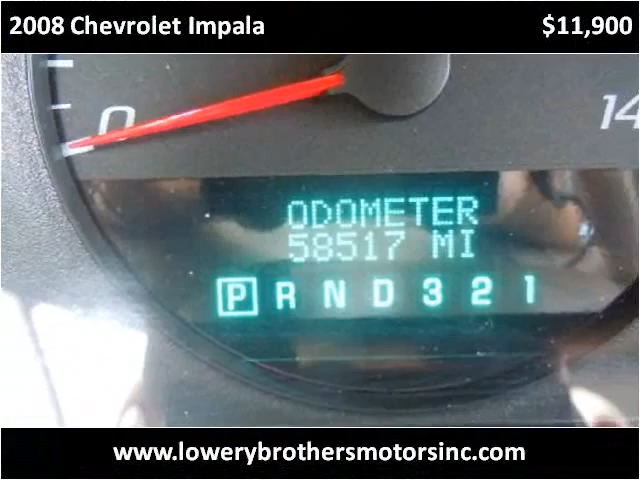 2008 Chevrolet Impala $11,900
0 14
ODOMETER
58517 MI
P R N D 3 2 1
www.lowerybrothersmotorsinc.com